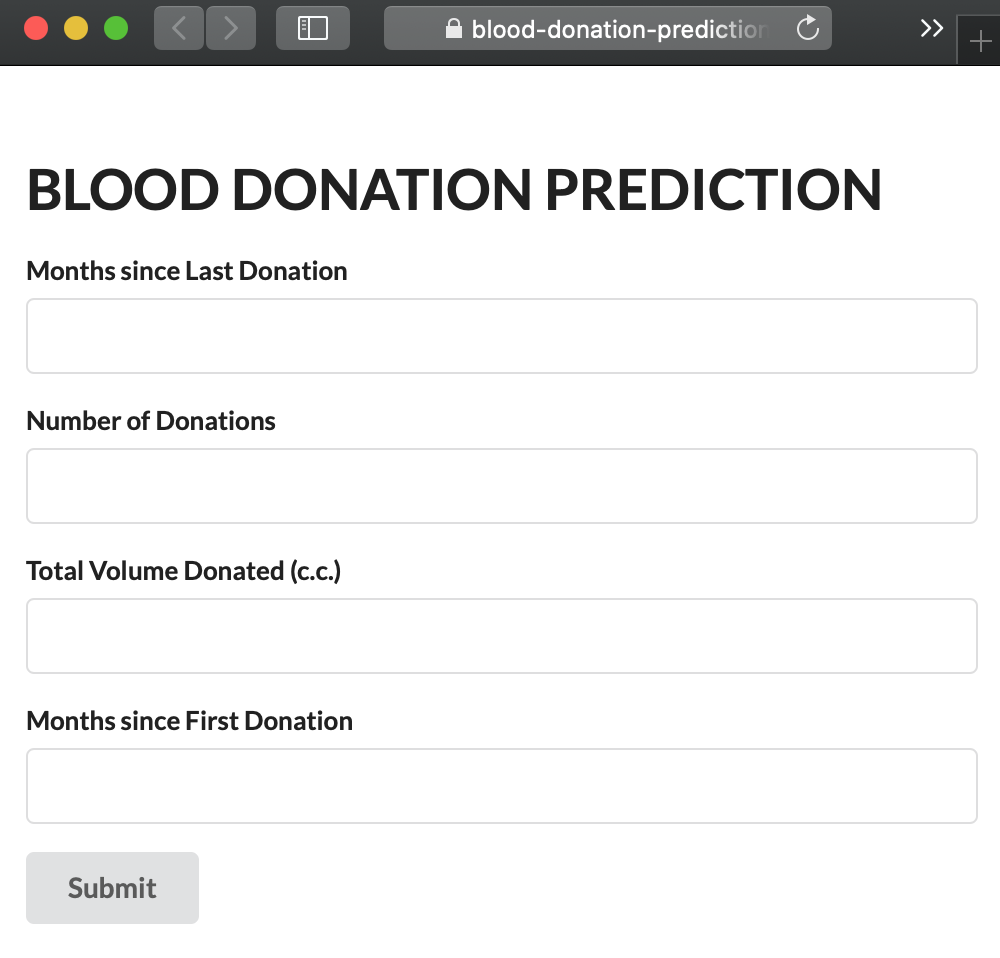 blood-donation-prediction
BLOOD DONATION PREDICTION
Months since Last Donation
Number of Donations
Total Volume Donated (c.c.)
Months since First Donation
Submit